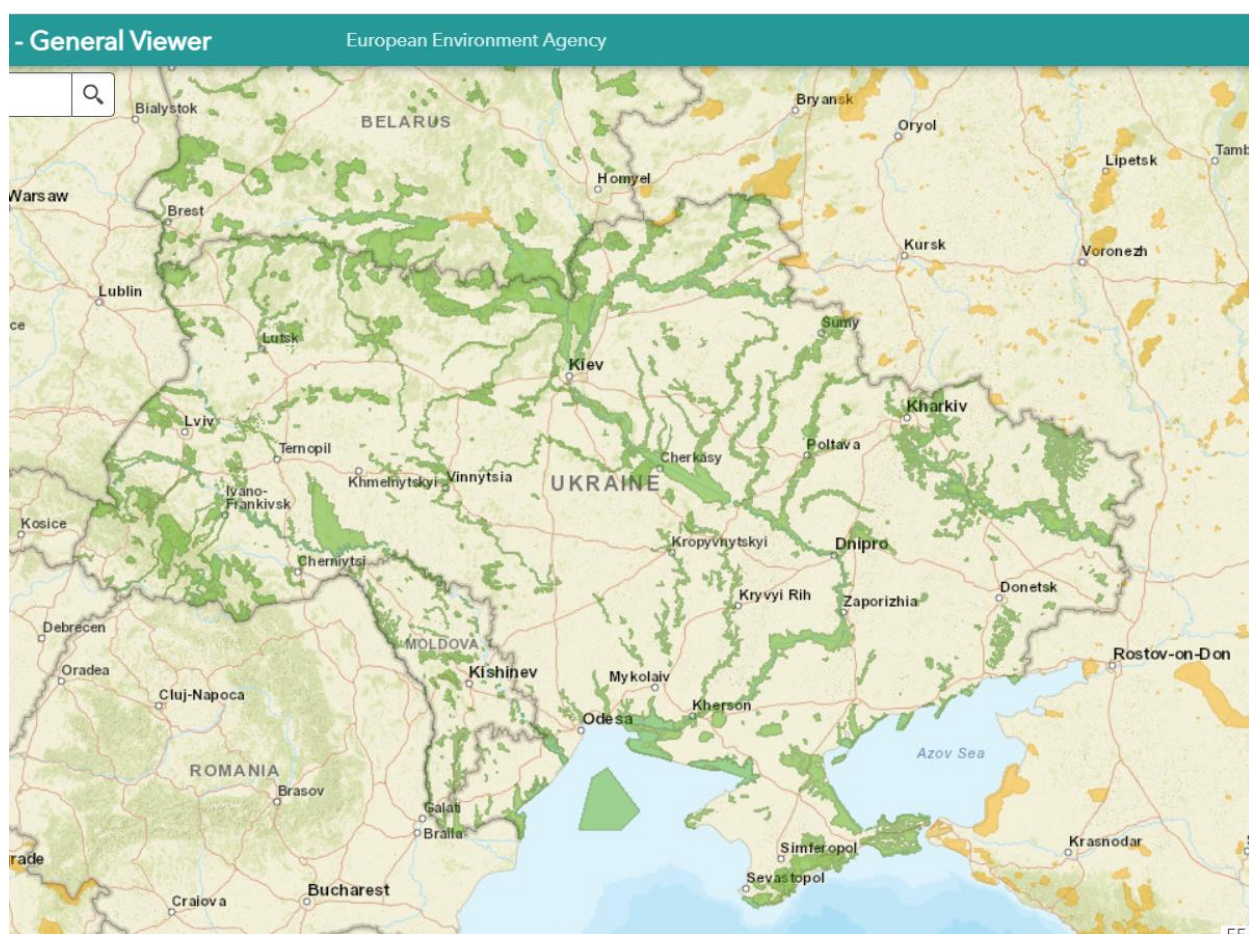 - General Viewer
European Environment Agency
Bialystok
BELARUS
Bryansk
Oryol
Lipetsk
Warsaw
Homyel
Brest
Kursk
Voronezh
Lublin
Lutsk
Sumy
Kiev
Kharkiv
Lviv
Ternopil
Cherkasy
Poltava
Khmelnytskyi
Vinnytsia
UKRAINE
Ivano-
Frankivsk
Kosice
Chernivtsi
Kropyvnytskyi
Dnipro
Kryvyi Rih
Zaporizhia
Donetsk
Debrecen
MOLDOVA
Oradea
Kishinev
Rostov-on-Don
Cluj-Napoca
Mykolaiv
Kherson
Odesa
Azov Sea
ROMANIA
Brasov
Galati
Braila
Simferopol
Krasnodar
Sevastopol
Bucharest
Craiova